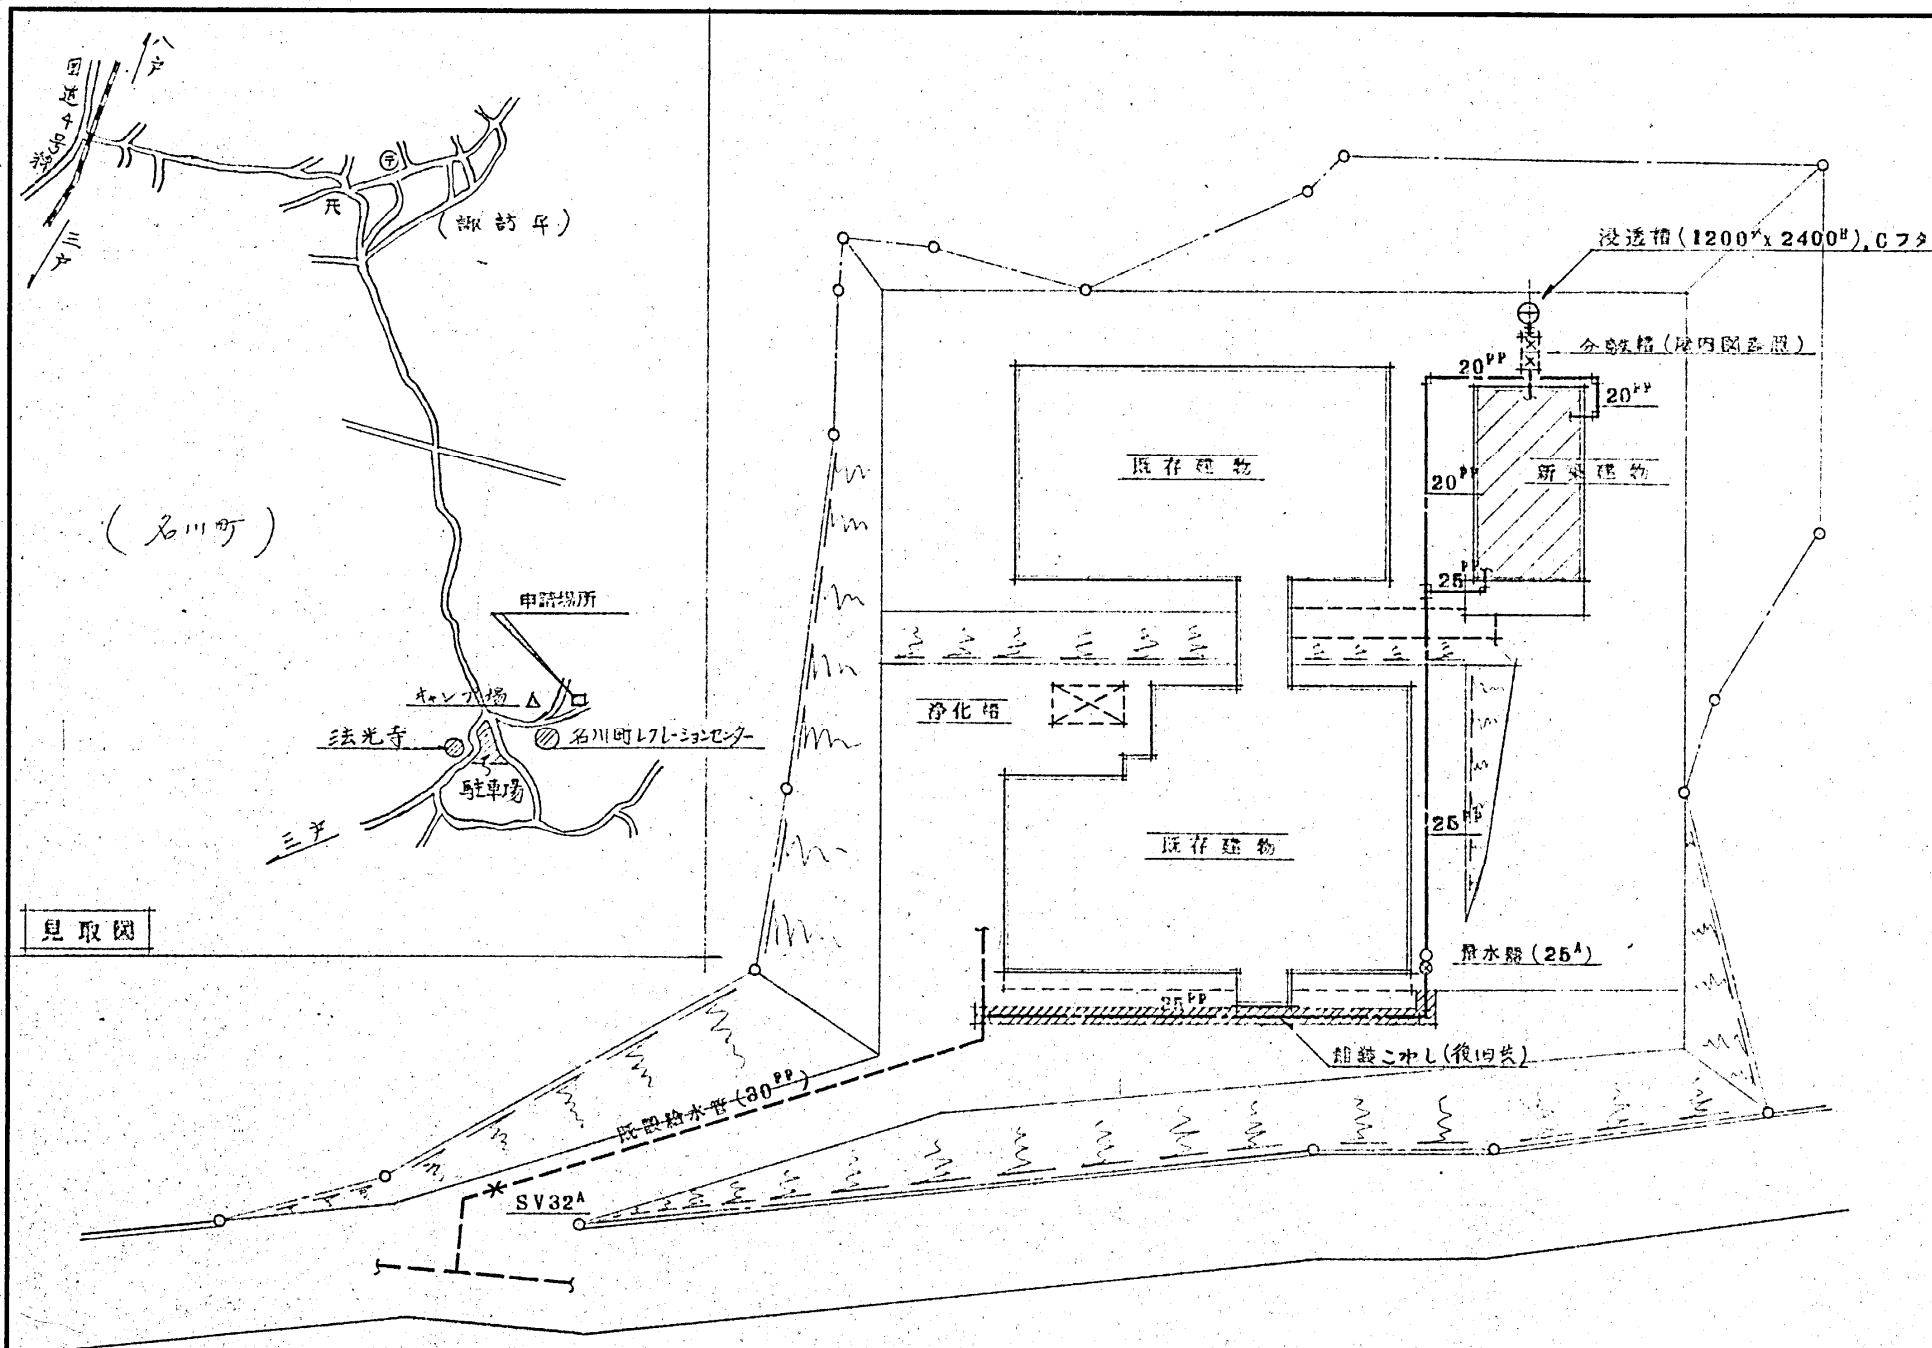 八戸
国道4号線
三戸
〒
(諏訪平)
(名川町)
申請場所
キャンプ場
法光寺
名川町レクレーションセンター
駐車場
三戸
見取図
浸透桝(1200 x 2400ᴴ),Cフタ
分離槽(屋内図参照)
20ᴾᴾ
20ᴾᴾ
既存建物
新築建物
20ᴾᴾ
25ᴾᴾ
浄化槽
既存建物
25ᴾᴾ
量水器(25ᴬ)
25ᴾᴾ
舗装こわし(復旧共)
既設給水管(30ᴾᴾ)
SV32ᴬ